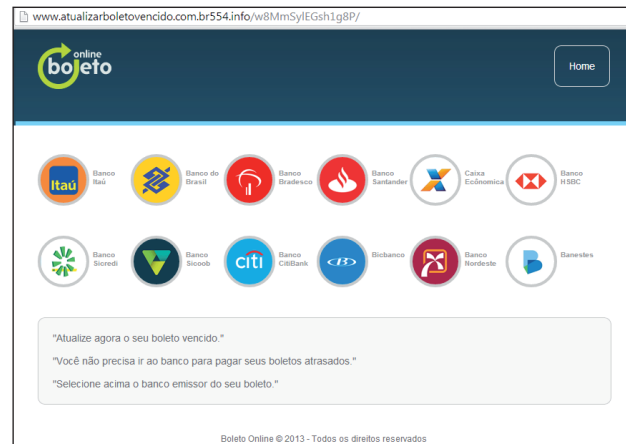 www.atualizarboletovencido.com.br554.info/w8MmSylEGsh1g8P/
online
boleto
Home
Itaú
Banco
Itaú
Banco do
Brasil
Banco
Bradesco
Banco
Santander
Caixa
Ecônomica
Banco
HSBC
Banco
Sicredi
Banco
Sicoob
citi
Banco
CitiBank
B
Bicbanco
Banco
Nordeste
Banestes
"Atualize agora o seu boleto vencido."
"Você não precisa ir ao banco para pagar seus boletos atrasados."
"Selecione acima o banco emissor do seu boleto."
Boleto Online © 2013 - Todos os direitos reservados